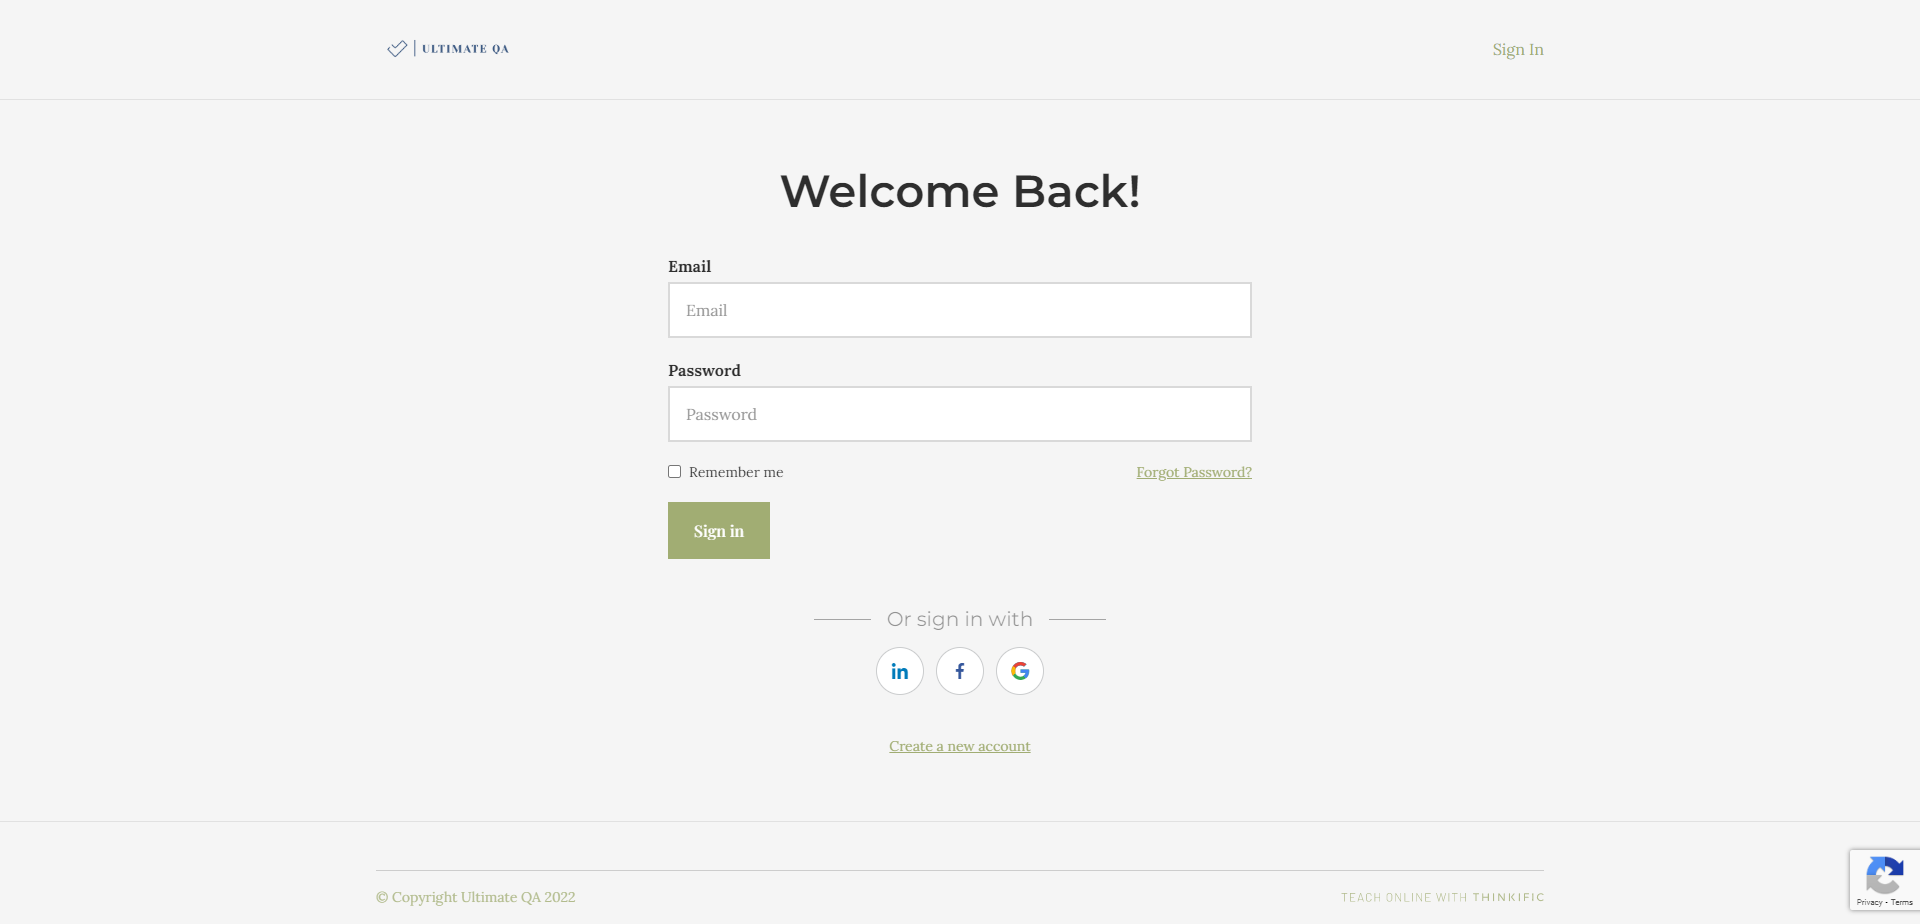 ULTIMATE QA
Sign In
Welcome Back!
Email
Email
Password
Password
Remember me
Forgot Password?
Sign in
Or sign in with
Create a new account
© Copyright Ultimate QA 2022
TEACH ONLINE WITH THINKIFIC
Privacy - Terms